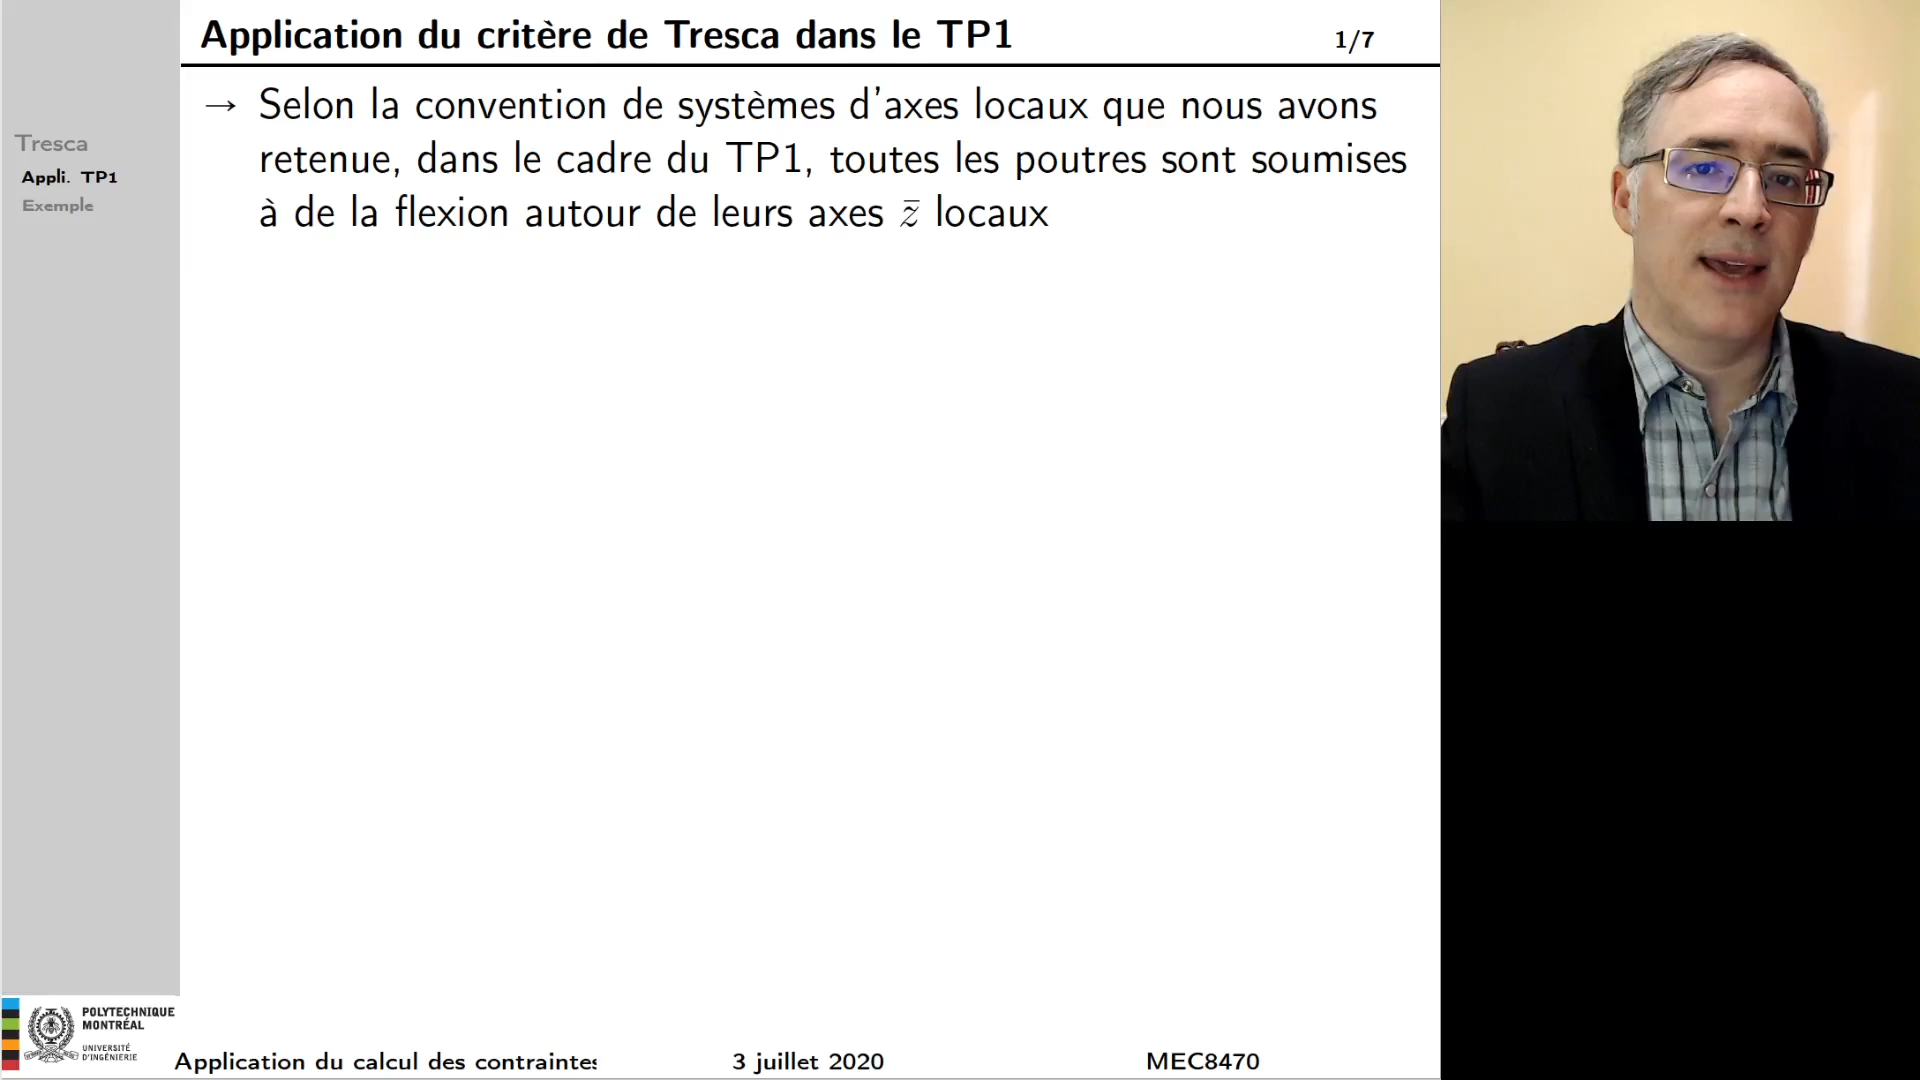 Application du critère de Tresca dans le TP1
1/7
→ Selon la convention de systèmes d'axes locaux que nous avons
retenue, dans le cadre du TP1, toutes les poutres sont soumises
à de la flexion autour de leurs axes z̄ locaux
Tresca
Appli. TP1
Exemple
POLYTECHNIQUE
MONTRÉAL
UNIVERSITÉ
D'INGÉNIERIE
Application du calcul des contraintes
3 juillet 2020
MEC8470